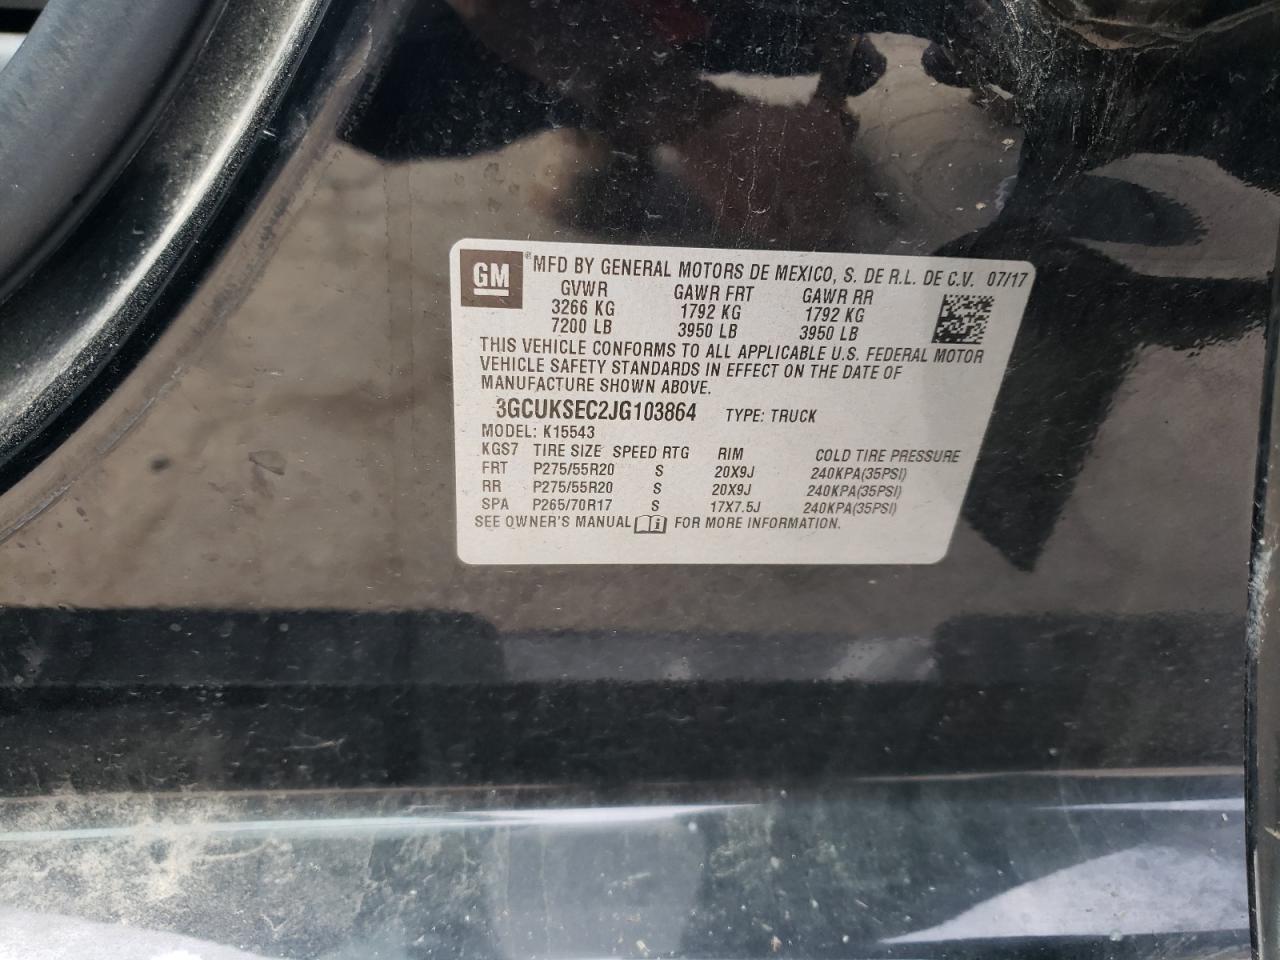 GM ® MFD BY GENERAL MOTORS DE MEXICO, S. DE R.L. DE C.V. 07/17
GVWR GAWR FRT GAWR RR
3266 KG 1792 KG 1792 KG
7200 LB 3950 LB 3950 LB
THIS VEHICLE CONFORMS TO ALL APPLICABLE U.S. FEDERAL MOTOR
VEHICLE SAFETY STANDARDS IN EFFECT ON THE DATE OF
MANUFACTURE SHOWN ABOVE.
3GCUKSEC2JG103864 TYPE: TRUCK
MODEL: K15543
KGS7 TIRE SIZE SPEED RTG RIM COLD TIRE PRESSURE
FRT P275/55R20 S 20X9J 240KPA(35PSI)
RR P275/55R20 S 20X9J 240KPA(35PSI)
SPA P265/70R17 S 17X7.5J 240KPA(35PSI)
SEE OWNER'S MANUAL FOR MORE INFORMATION.